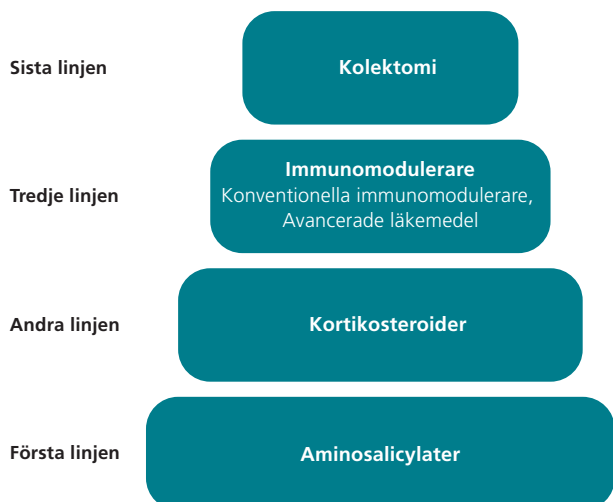 Sista linjen
Kolektomi
Tredje linjen
Immunomodulerare
Konventionella immunomodulerare,
Avancerade läkemedel
Andra linjen
Kortikosteroider
Första linjen
Aminosalicylater